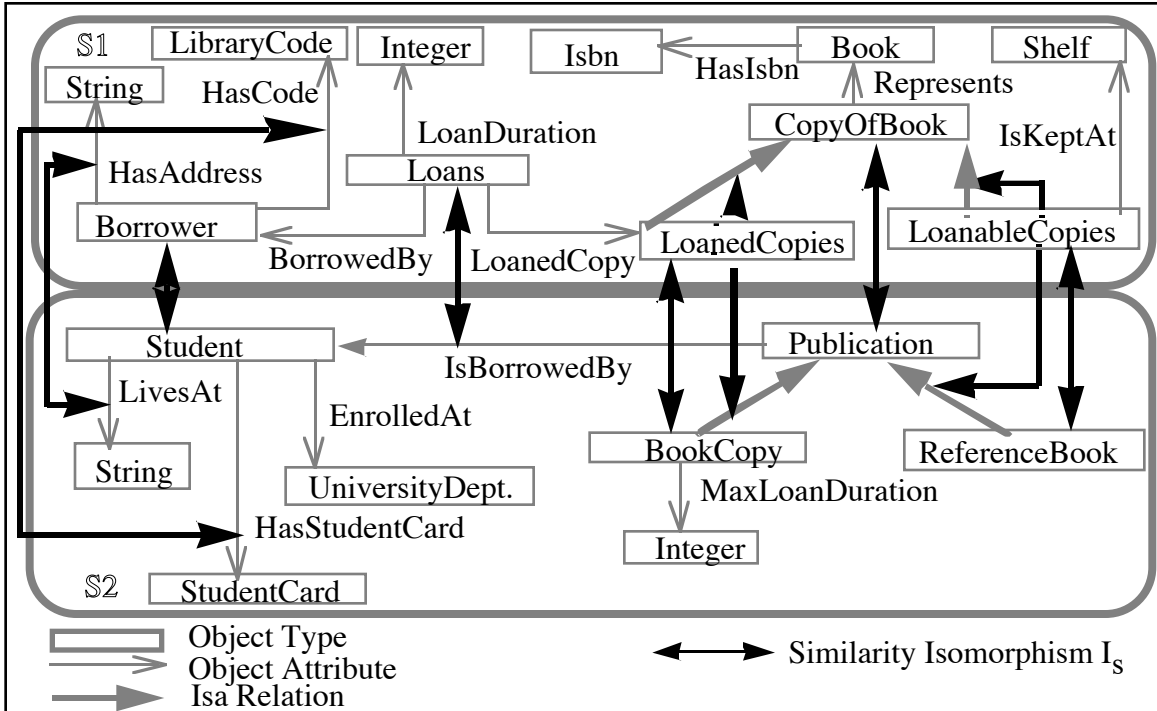 S1
LibraryCode
Integer
Isbn
HasIsbn
Book
Shelf
String
HasCode
Represents
LoanDuration
CopyOfBook
IsKeptAt
HasAddress
Loans
Borrower
BorrowedBy
LoanedCopy
LoanedCopies
LoanableCopies
Student
IsBorrowedBy
Publication
LivesAt
EnrolledAt
String
UniversityDept.
BookCopy
ReferenceBook
MaxLoanDuration
HasStudentCard
Integer
S2
StudentCard
Object Type
Object Attribute
Isa Relation
Similarity Isomorphism Is